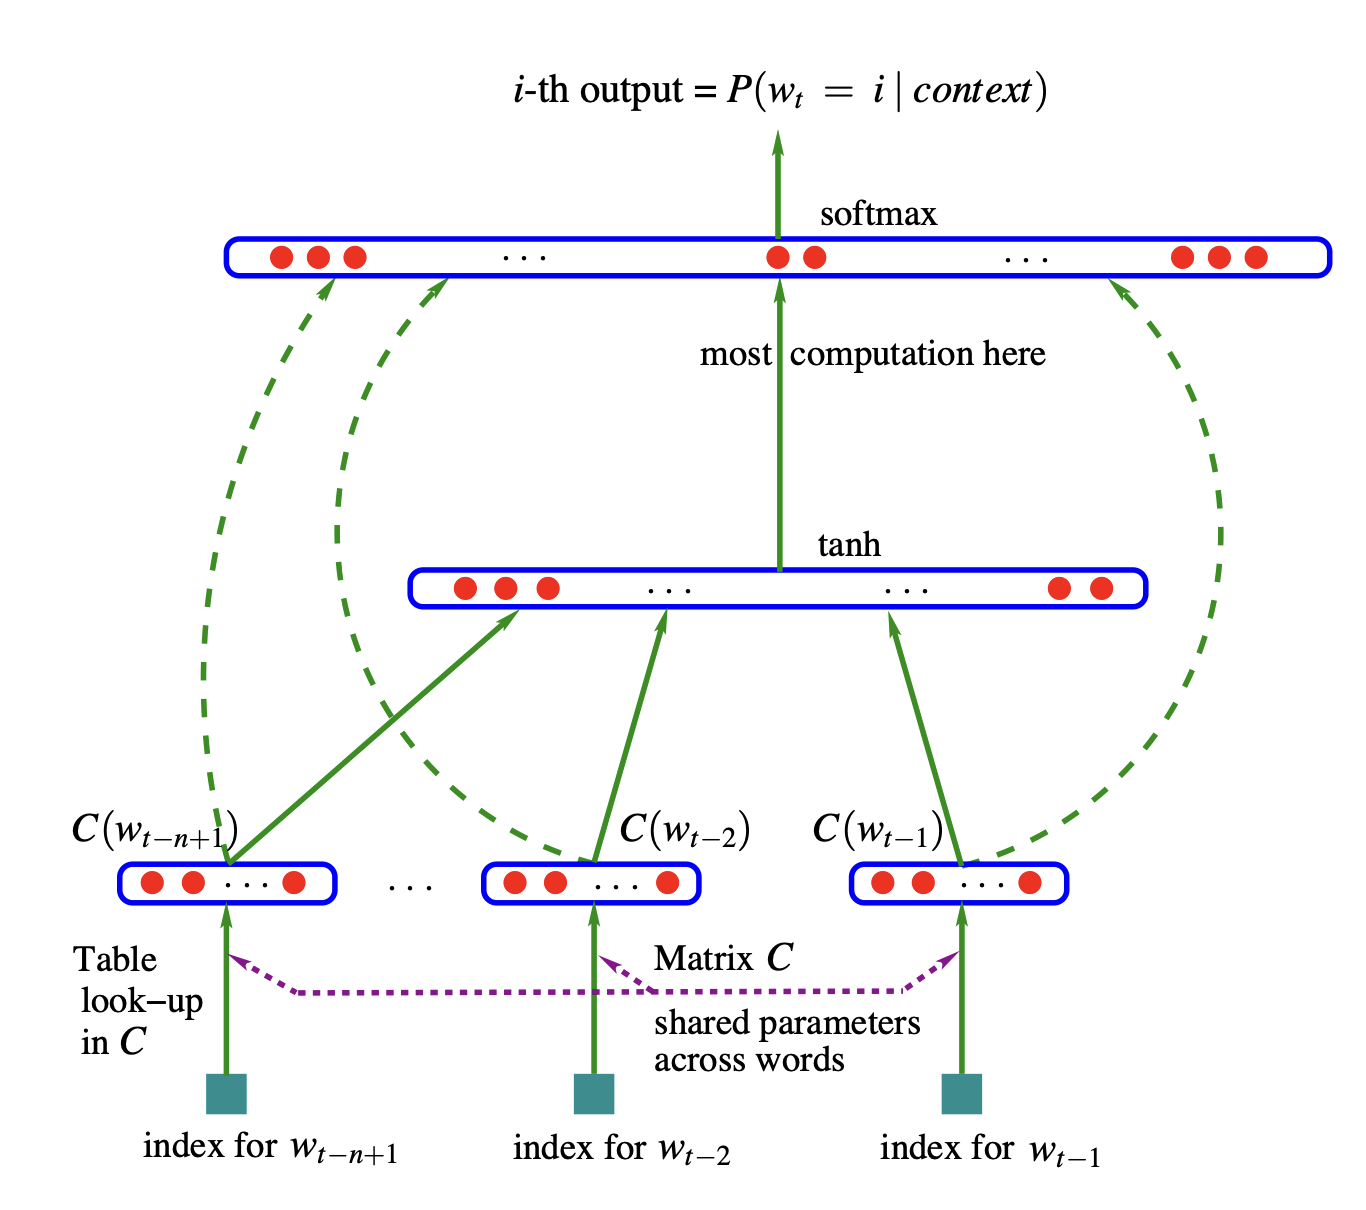 i-th output = P(w_t = i | context)
softmax
. . . . . .
most computation here
tanh
. . . . . .
C(w_{t−n+1}) C(w_{t−2}) C(w_{t−1})
. . . . . . . . . . . .
Table
look−up
in C
Matrix C
shared parameters
across words
index for w_{t−n+1} index for w_{t−2} index for w_{t−1}